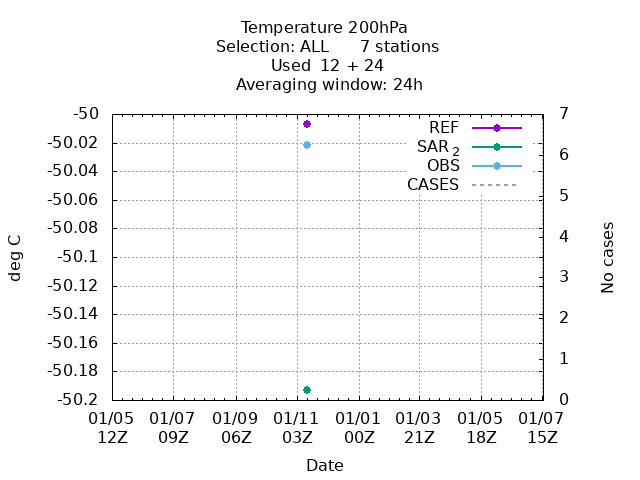 Temperature 200hPa
Selection: ALL      7 stations
Used  12 + 24
Averaging window: 24h
-50
-50.02
-50.04
-50.06
-50.08
-50.1
-50.12
-50.14
-50.16
-50.18
-50.2
deg C
REF
SAR 2
OBS
CASES
7
6
5
4
3
2
1
0
No cases
01/05 01/07 01/09 01/11 01/01 01/03 01/05 01/07
12Z 09Z 06Z 03Z 00Z 21Z 18Z 15Z
Date